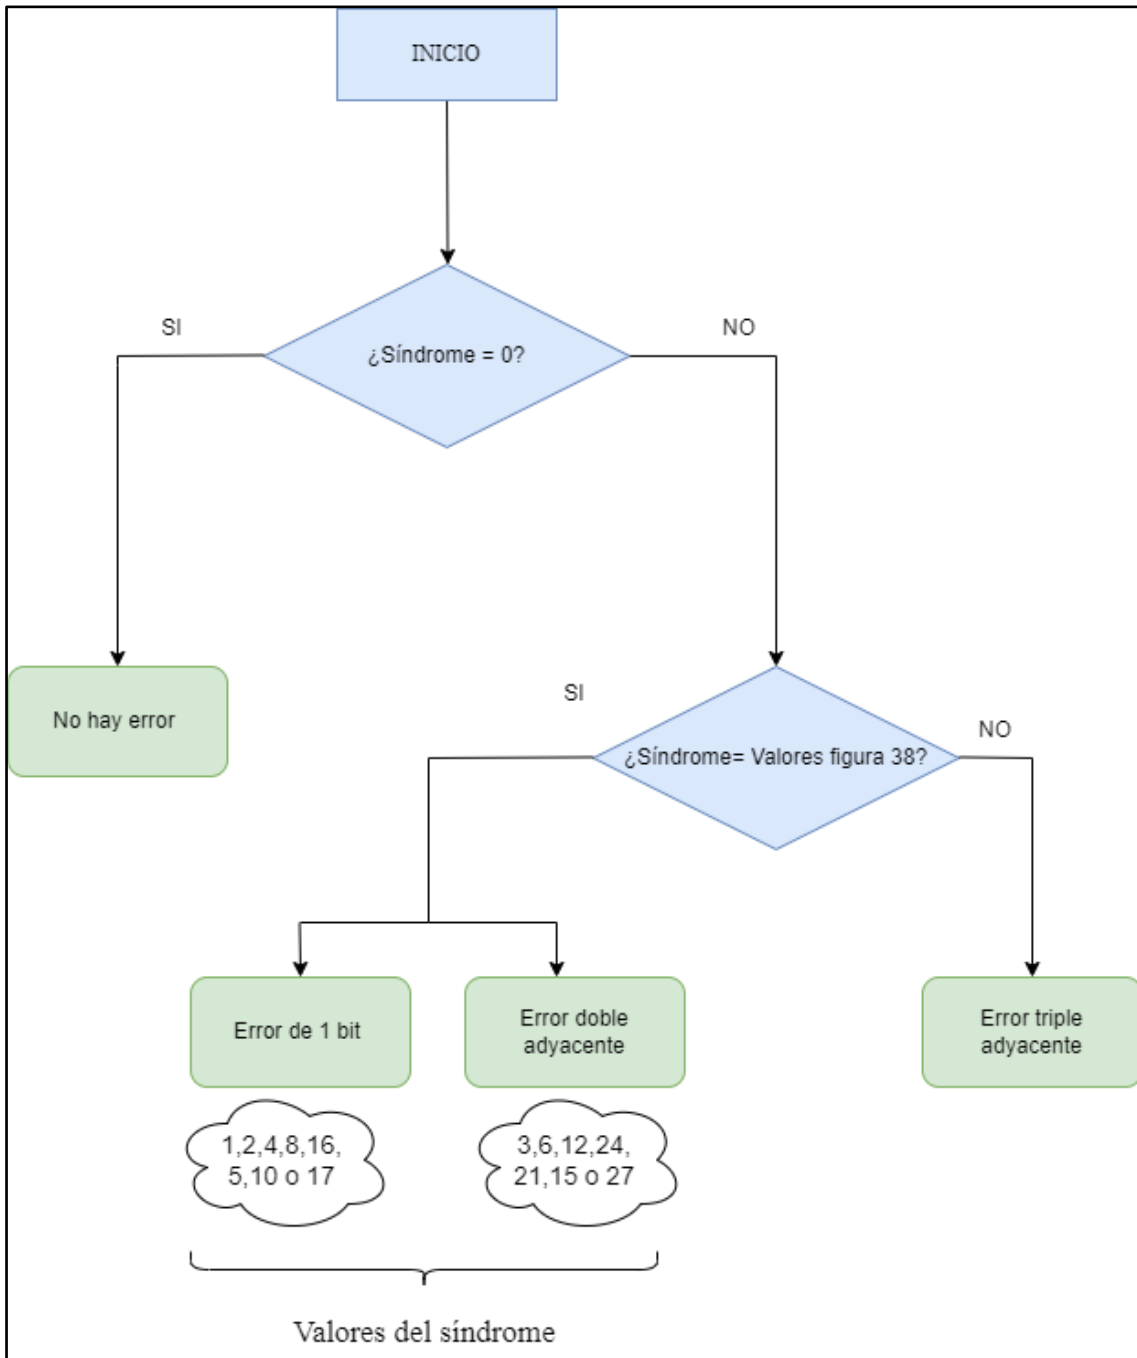 INICIO
¿Síndrome = 0?
SI
NO
No hay error
¿Síndrome= Valores figura 38?
SI
NO
Error de 1 bit
Error doble
adyacente
Error triple
adyacente
1,2,4,8,16,
5,10 o 17
3,6,12,24,
21,15 o 27
Valores del síndrome